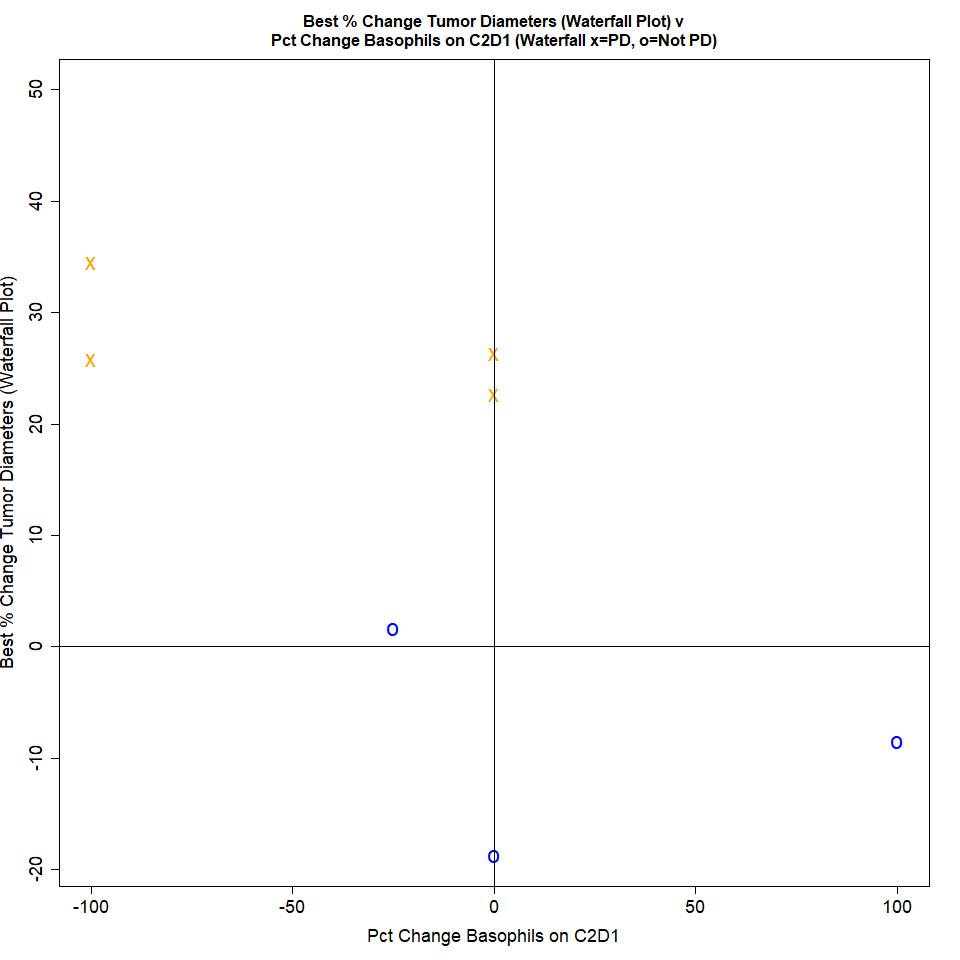 Best % Change Tumor Diameters (Waterfall Plot) v
Pct Change Basophils on C2D1 (Waterfall x=PD, o=Not PD)
Best % Change Tumor Diameters (Waterfall Plot)
50
40
30
20
10
0
-10
-20
X
X
X
X
O
O
O
-100
-50
0
50
100
Pct Change Basophils on C2D1